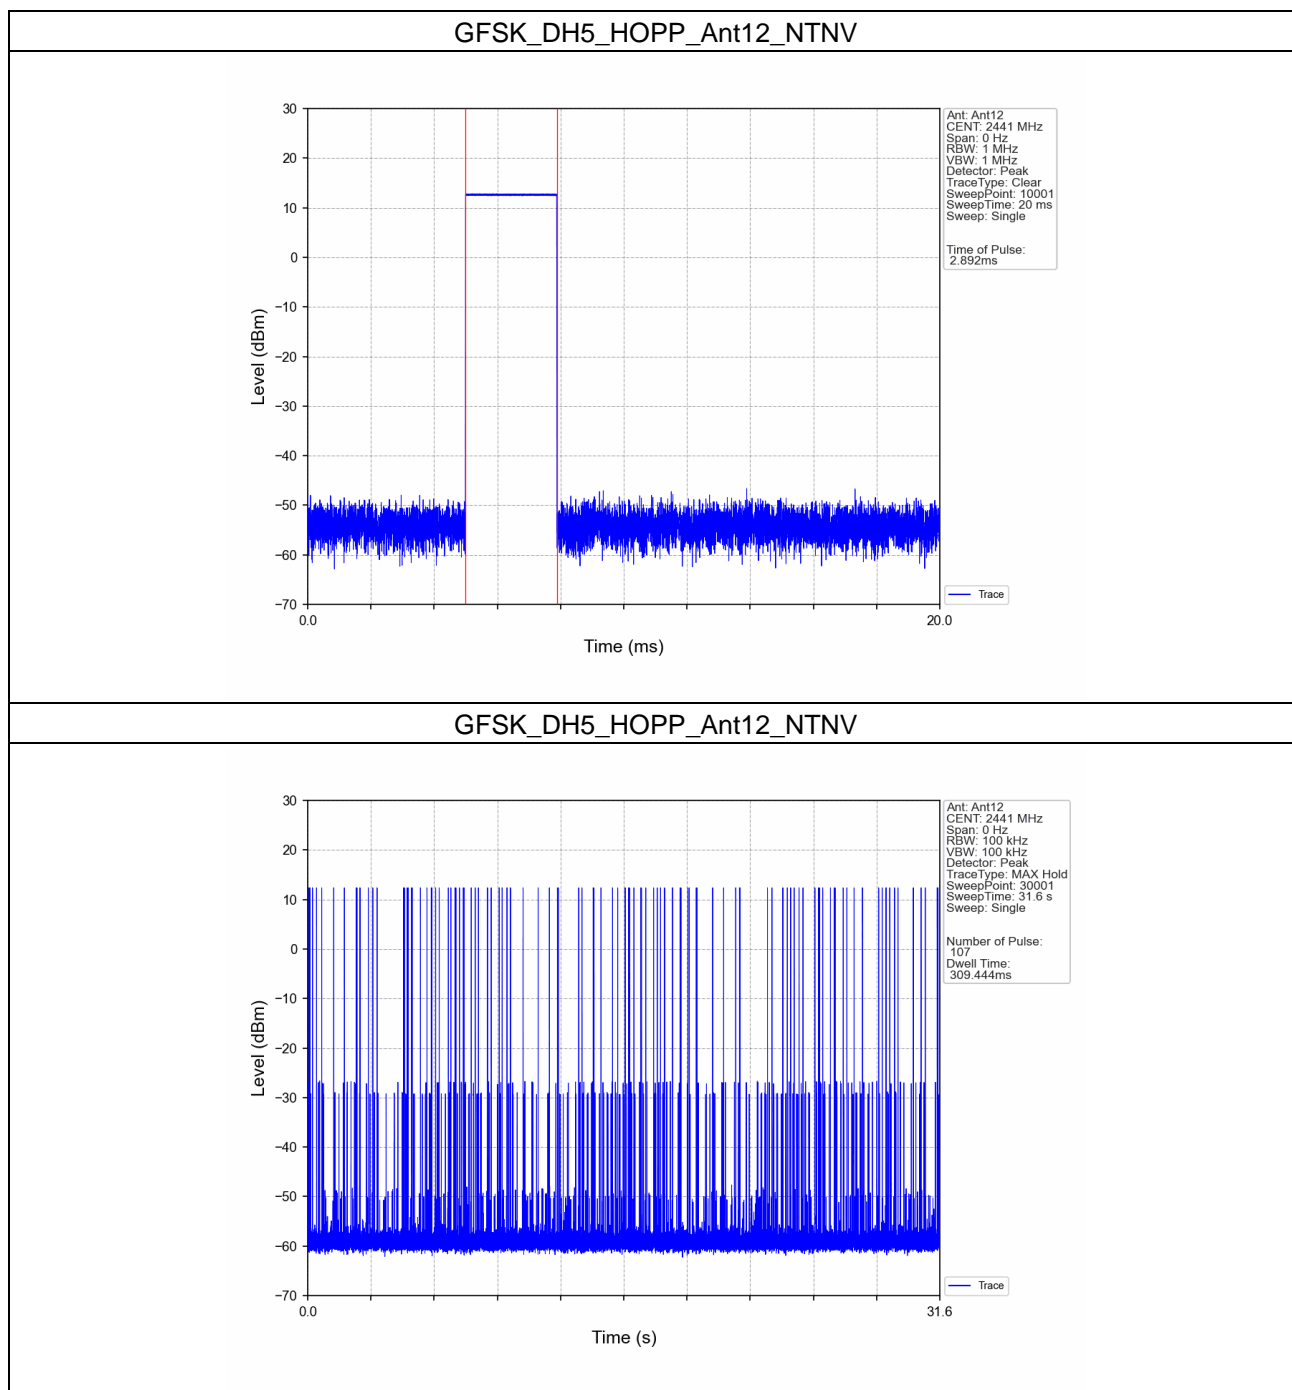 GFSK_DH5_HOPP_Ant12_NTNV
30
20
10
0
−10
−20
−30
−40
−50
−60
−70
Level (dBm)
0.0
20.0
Time (ms)
Ant: Ant12
CENT: 2441 MHz
Span: 0 Hz
RBW: 1 MHz
VBW: 1 MHz
Detector: Peak
TraceType: Clear
SweepPoint: 10001
SweepTime: 20 ms
Sweep: Single
Time of Pulse:
2.892ms
Trace
GFSK_DH5_HOPP_Ant12_NTNV
30
20
10
0
−10
−20
−30
−40
−50
−60
−70
Level (dBm)
0.0
31.6
Time (s)
Ant: Ant12
CENT: 2441 MHz
Span: 0 Hz
RBW: 100 kHz
VBW: 100 kHz
Detector: Peak
TraceType: MAX Hold
SweepPoint: 30001
SweepTime: 31.6 s
Sweep: Single
Number of Pulse:
107
Dwell Time:
309.444ms
Trace